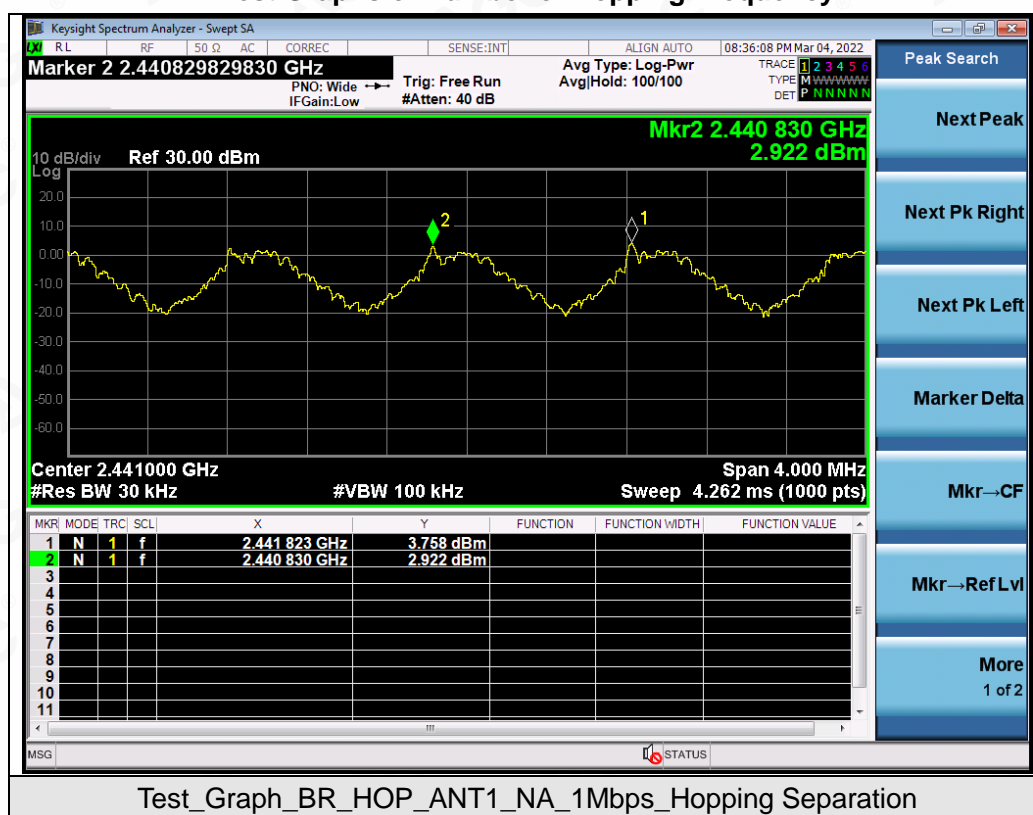 Keysight Spectrum Analyzer - Swept SA
LXI RL RF 50 Ω AC CORREC SENSE:INT ALIGN AUTO 08:36:08 PM Mar 04, 2022
Marker 2 2.440829829830 GHz
PNO: Wide
IFGain:Low
Trig: Free Run
#Atten: 40 dB
Avg Type: Log-Pwr
Avg|Hold: 100/100
TRACE 1 2 3 4 5 6
TYPE M WWWWW
DET P N N N N N
Peak Search
Mkr2 2.440 830 GHz
2.922 dBm
10 dB/div Ref 30.00 dBm
Log
20.0
10.0
0.00
-10.0
-20.0
-30.0
-40.0
-50.0
-60.0
2
1
Center 2.441000 GHz Span 4.000 MHz
#Res BW 30 kHz #VBW 100 kHz Sweep 4.262 ms (1000 pts)
MKR MODE TRC SCL X Y FUNCTION FUNCTION WIDTH FUNCTION VALUE
1 N 1 f 2.441 823 GHz 3.758 dBm
2 N 1 f 2.440 830 GHz 2.922 dBm
3
4
5
6
7
8
9
10
11
MSG STATUS
Next Peak
Next Pk Right
Next Pk Left
Marker Delta
Mkr→CF
Mkr→Ref Lvl
More
1 of 2
Test_Graph_BR_HOP_ANT1_NA_1Mbps_Hopping Separation